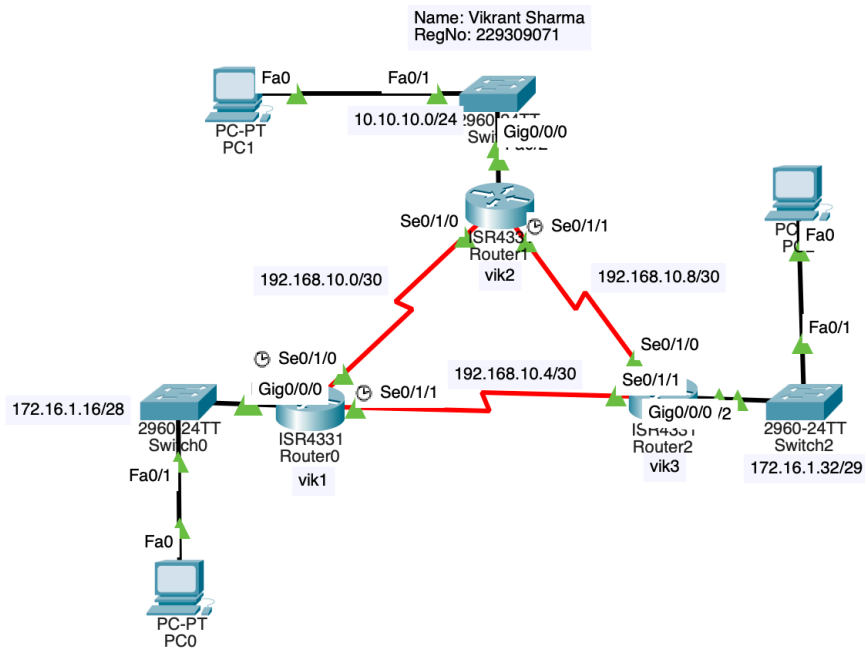 Name: Vikrant Sharma
RegNo: 229309071
Fa0
Fa0/1
PC-PT
PC1
10.10.10.0/24
Gig0/0/0
Se0/1/0
Se0/1/1
Router1
vik2
192.168.10.0/30
192.168.10.8/30
Fa0
Fa0/1
Se0/1/0
Gig0/0/0
Se0/1/1
192.168.10.4/30
Se0/1/0
Se0/1/1
Gig0/0/0
/2
172.16.1.16/28
2960-24TT
Switch0
ISR4331
Router0
vik1
ISR4331
Router2
vik3
2960-24TT
Switch2
172.16.1.32/29
Fa0/1
Fa0
PC-PT
PC0